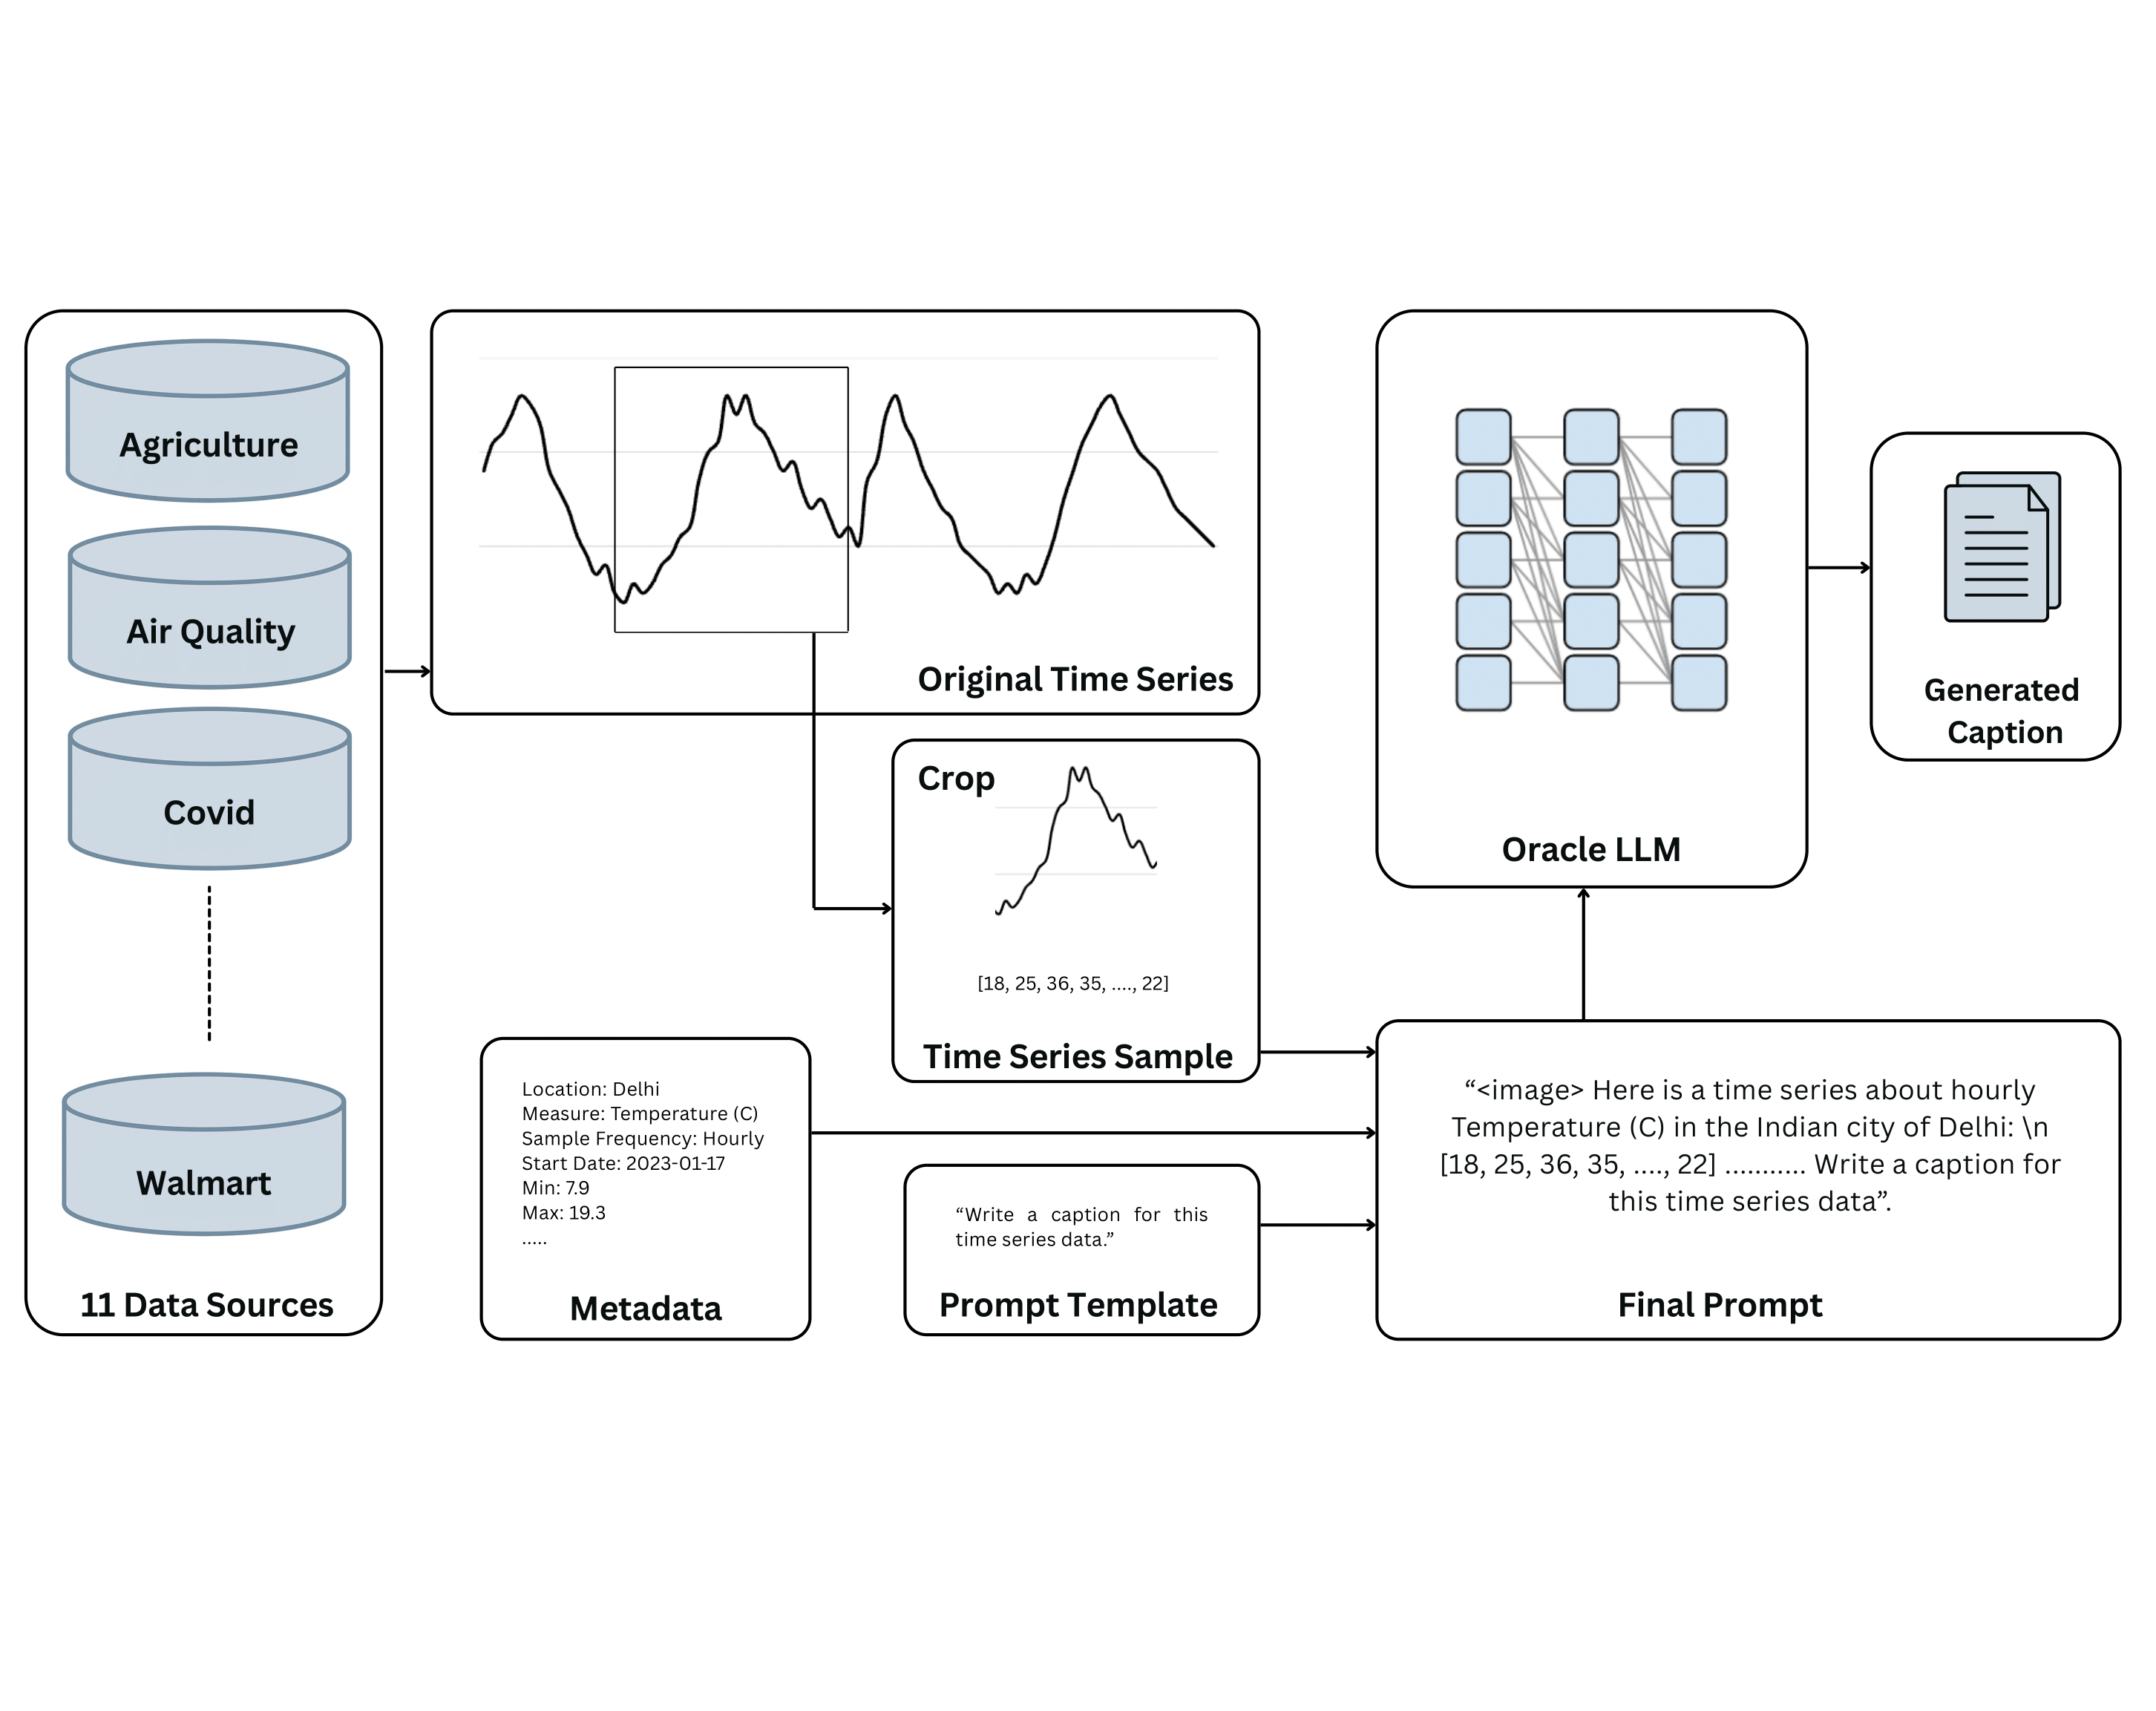 Agriculture
Air Quality
Covid
Walmart
11 Data Sources
Original Time Series
Crop
[18, 25, 36, 35, ...., 22]
Time Series Sample
Location: Delhi
Measure: Temperature (C)
Sample Frequency: Hourly
Start Date: 2023-01-17
Min: 7.9
Max: 19.3
.....
Metadata
“Write a caption for this
time series data.”
Prompt Template
“<image> Here is a time series about hourly
Temperature (C) in the Indian city of Delhi: \n
[18, 25, 36, 35, ...., 22] ........... Write a caption for
this time series data”.
Final Prompt
Oracle LLM
Generated
Caption